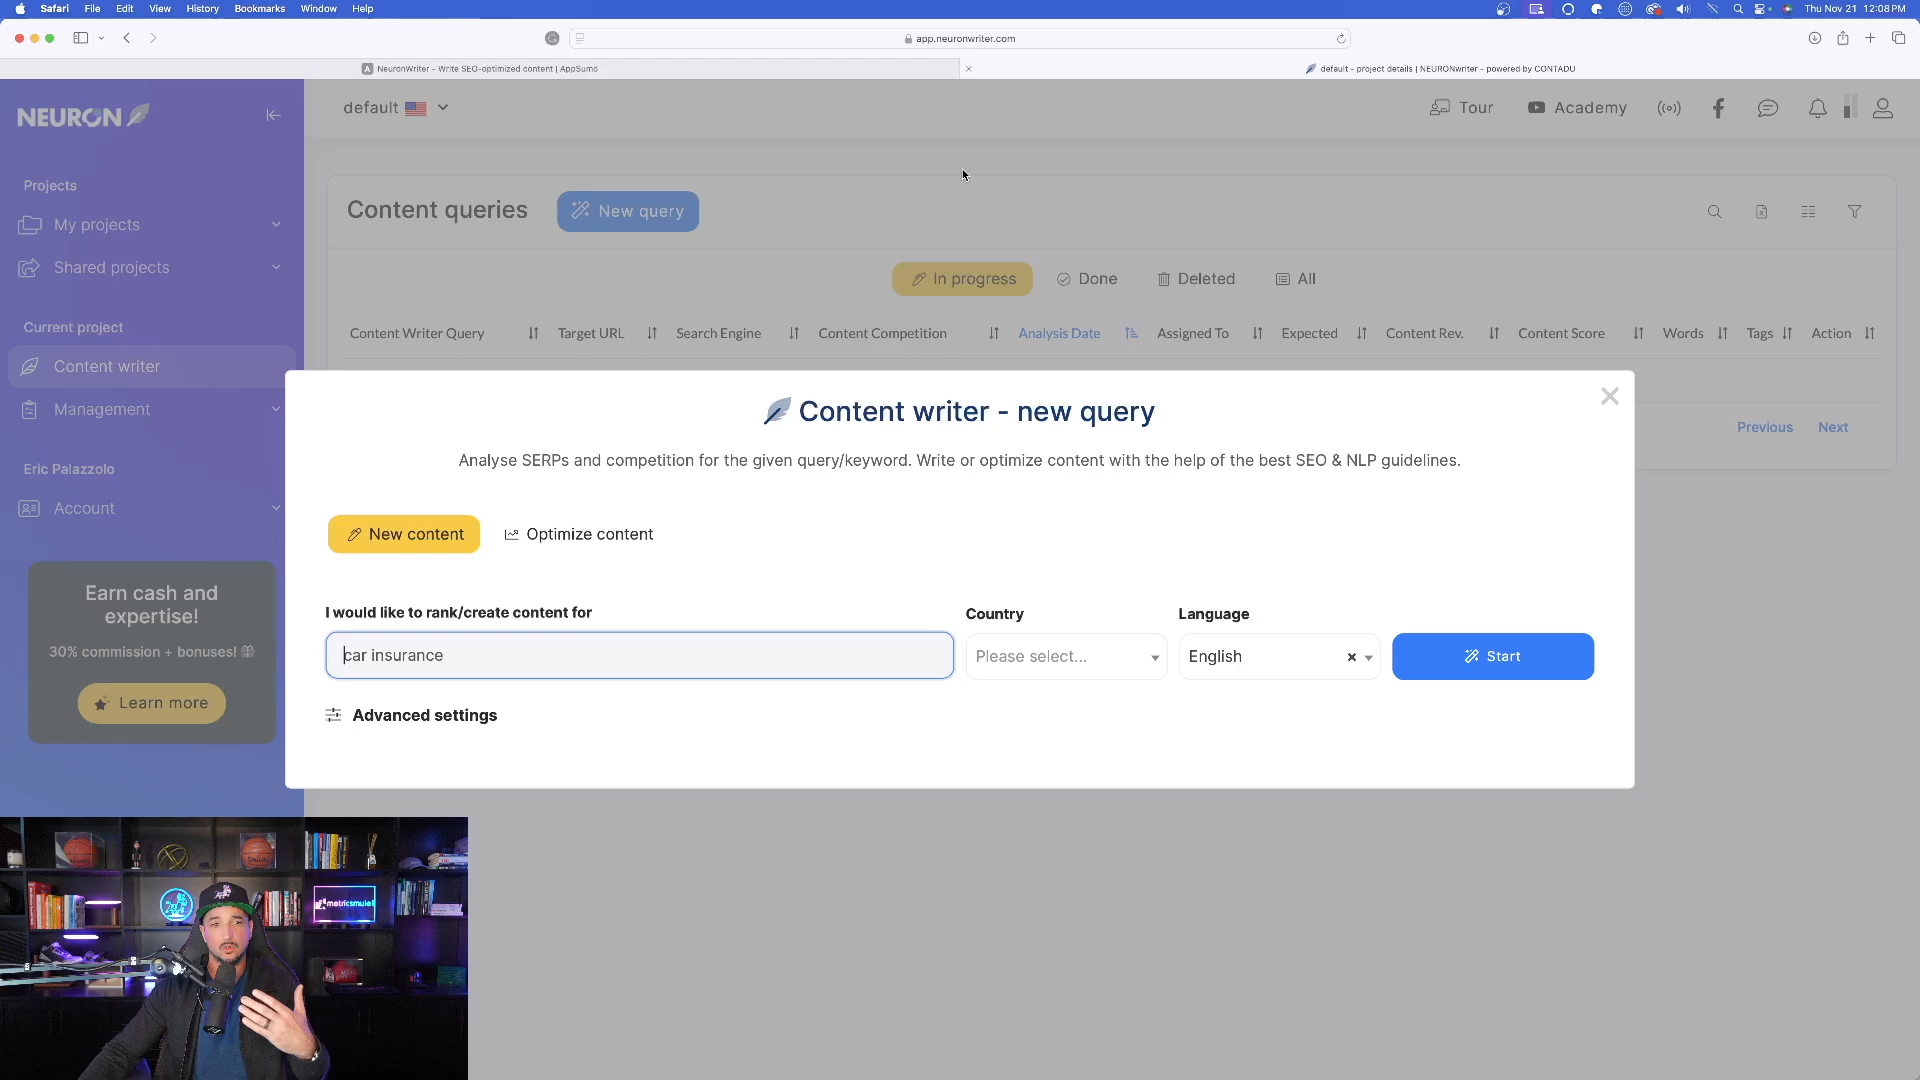 Safari File Edit View History Bookmarks Window Help
Thu Nov 21 12:08 PM
app.neuronwriter.com
A NeuronWriter - Write SEO-optimized content | AppSumo
default - project details | NEURONwriter - powered by CONTADU
NEURON
default
Tour
Academy
Projects
My projects
Shared projects
Current project
Content writer
Management
Eric Palazzolo
Account
Earn cash and
expertise!
30% commission + bonuses!
Learn more
Content queries
New query
In progress
Done
Deleted
All
Content Writer Query
Target URL
Search Engine
Content Competition
Analysis Date
Assigned To
Expected
Content Rev.
Content Score
Words
Tags
Action
Previous
Next
Content writer - new query
Analyse SERPs and competition for the given query/keyword. Write or optimize content with the help of the best SEO & NLP guidelines.
New content
Optimize content
I would like to rank/create content for
Country
Language
car insurance
Please select...
English
Start
Advanced settings
metricsmule